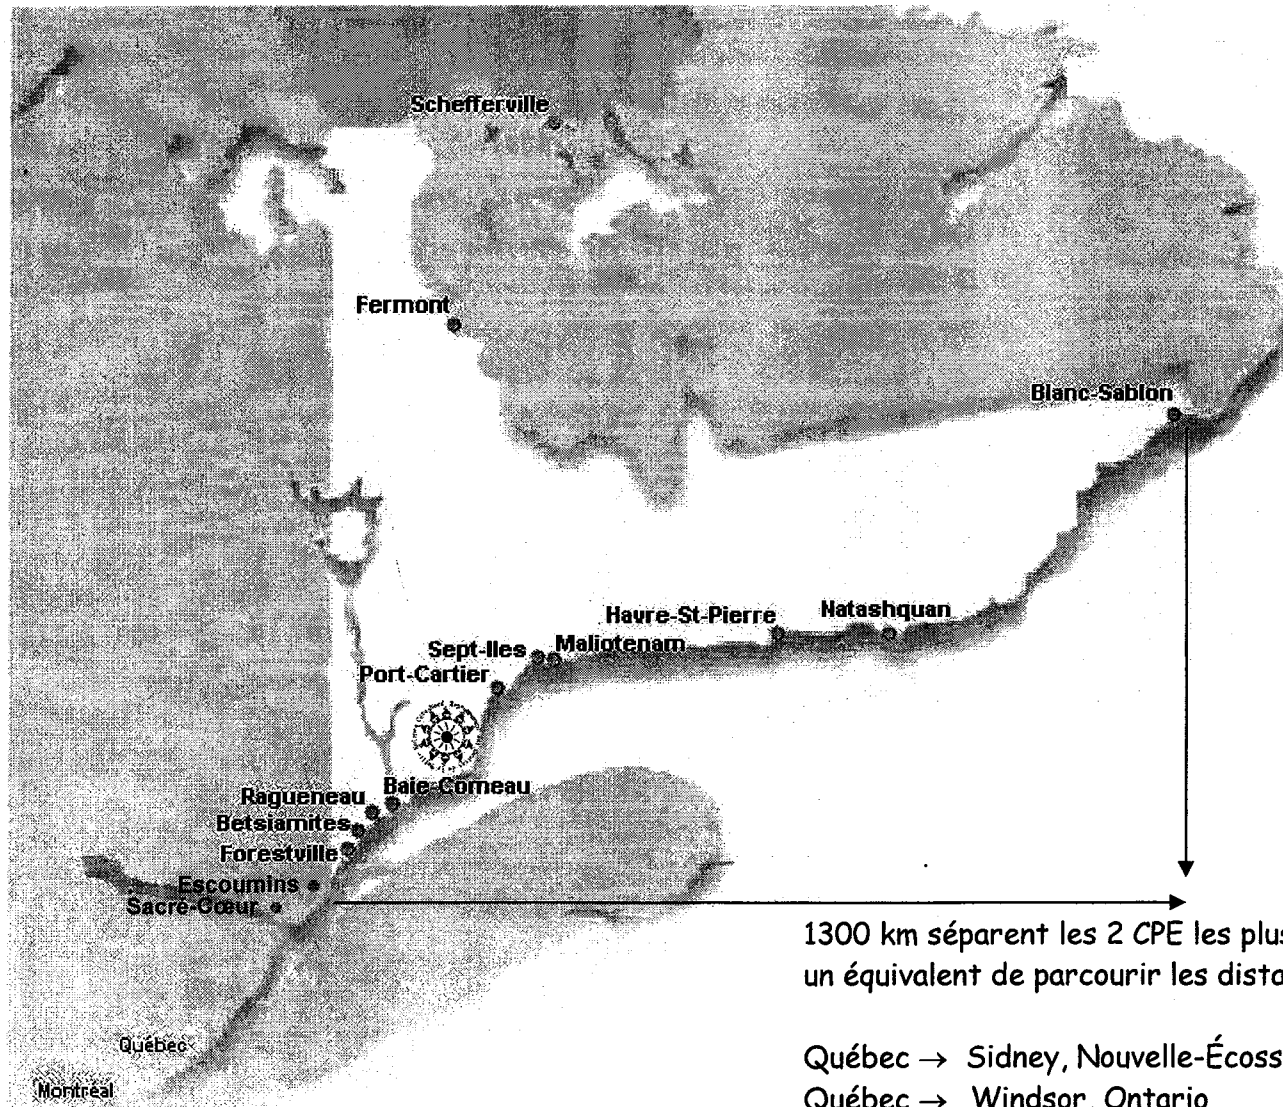 Schefferville
Fermont
Blanc-Sablon
Havre-St-Pierre
Natashquan
Sept-Iles
Maliotenam
Port-Cartier
Baie-Comeau
Ragueneau
Betsiamites
Forestville
Escoumins
Sacré-Cœur
1300 km séparent les 2 CPE les plus
un équivalent de parcourir les dista
Québec → Sidney, Nouvelle-Écoss
Québec → Windsor, Ontario
Québec
Montréal